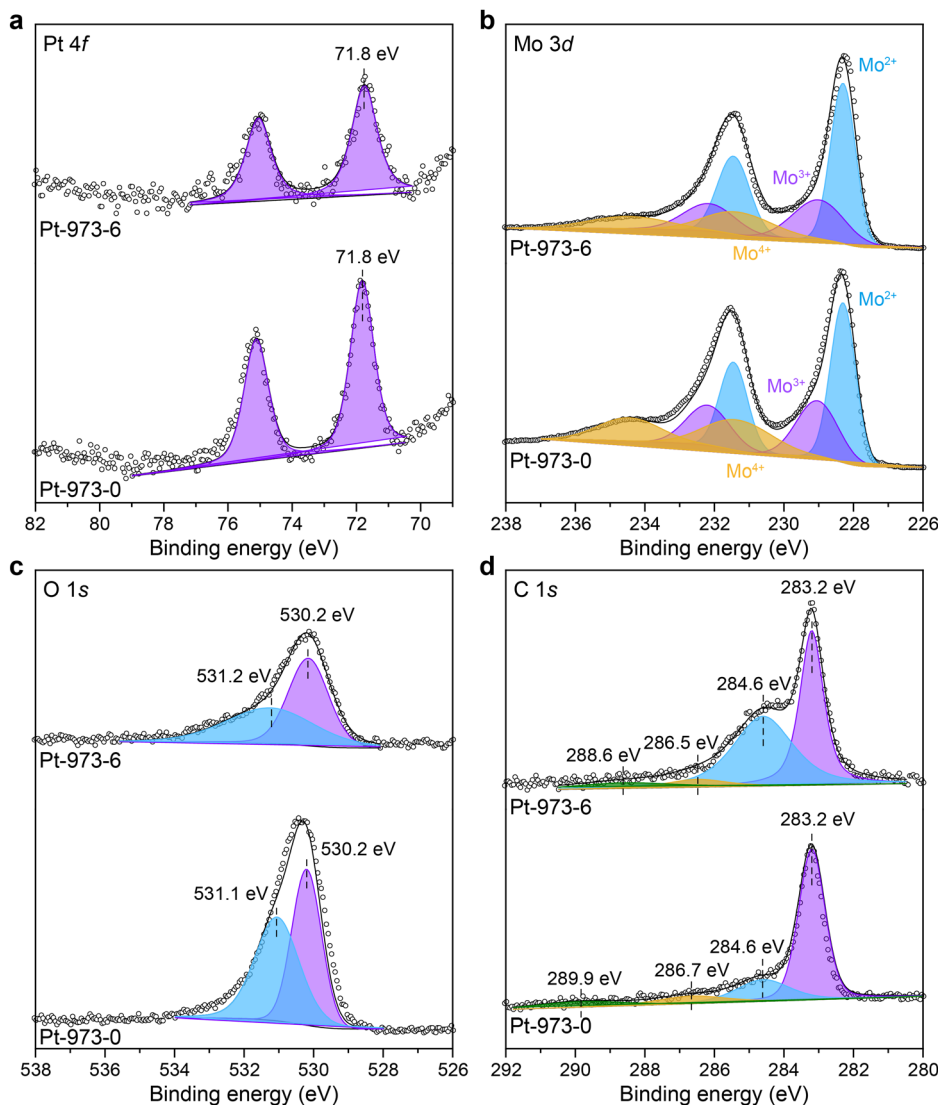 a
Pt 4f
71.8 eV
Pt-973-6
71.8 eV
Pt-973-0
82 80 78 76 74 72 70
Binding energy (eV)
b
Mo 3d
Mo²⁺
Mo³⁺
Pt-973-6
Mo⁴⁺
Mo²⁺
Mo³⁺
Pt-973-0
Mo⁴⁺
238 236 234 232 230 228 226
Binding energy (eV)
c
O 1s
530.2 eV
531.2 eV
Pt-973-6
530.2 eV
531.1 eV
Pt-973-0
538 536 534 532 530 528 526
Binding energy (eV)
d
C 1s
283.2 eV
284.6 eV
286.5 eV
288.6 eV
Pt-973-6
283.2 eV
284.6 eV
286.7 eV
289.9 eV
Pt-973-0
292 290 288 286 284 282 280
Binding energy (eV)